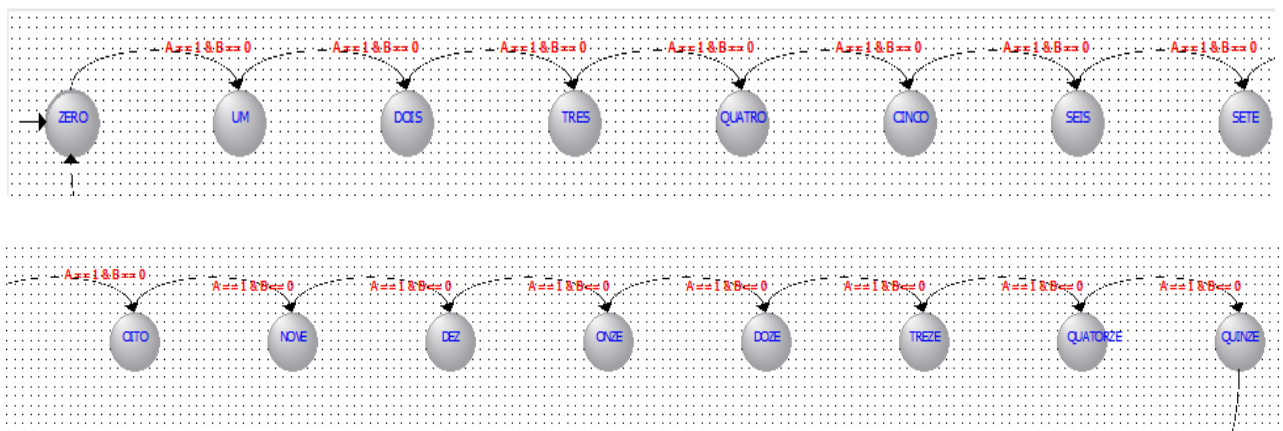 A==1&B==0 A==1&B==0 A==1&B==0 A==1&B==0 A==1&B==0 A==1&B==0 A==1&B==0
ZERO UM DOIS TRES QUATRO CINCO SEIS SETE
A==1&B==0
A==1&B==0 A==1&B==0 A==1&B==0 A==1&B==0 A==1&B==0 A==1&B==0 A==1&B==0
OITO NOVE DEZ ONZE DOZE TREZE QUATORZE QUINZE